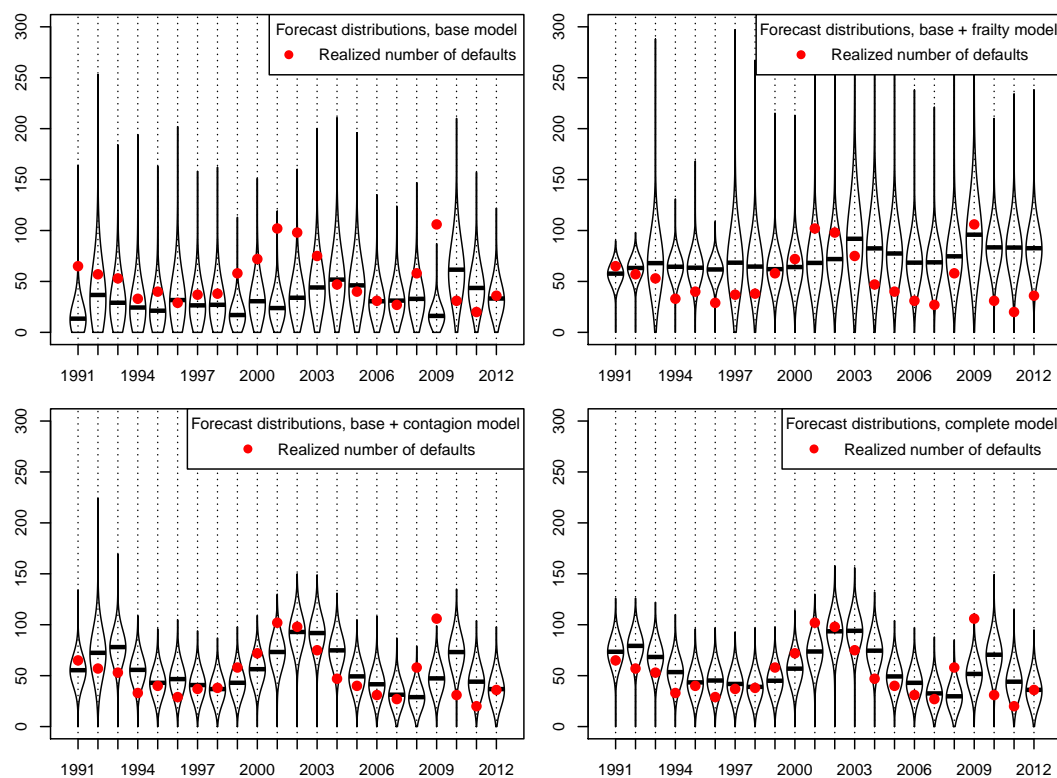 Forecast distributions, base model
Realized number of defaults
0 50 100 150 200 250 300
1991 1994 1997 2000 2003 2006 2009 2012
Forecast distributions, base + frailty model
Realized number of defaults
0 50 100 150 200 250 300
1991 1994 1997 2000 2003 2006 2009 2012
Forecast distributions, base + contagion model
Realized number of defaults
0 50 100 150 200 250 300
1991 1994 1997 2000 2003 2006 2009 2012
Forecast distributions, complete model
Realized number of defaults
0 50 100 150 200 250 300
1991 1994 1997 2000 2003 2006 2009 2012